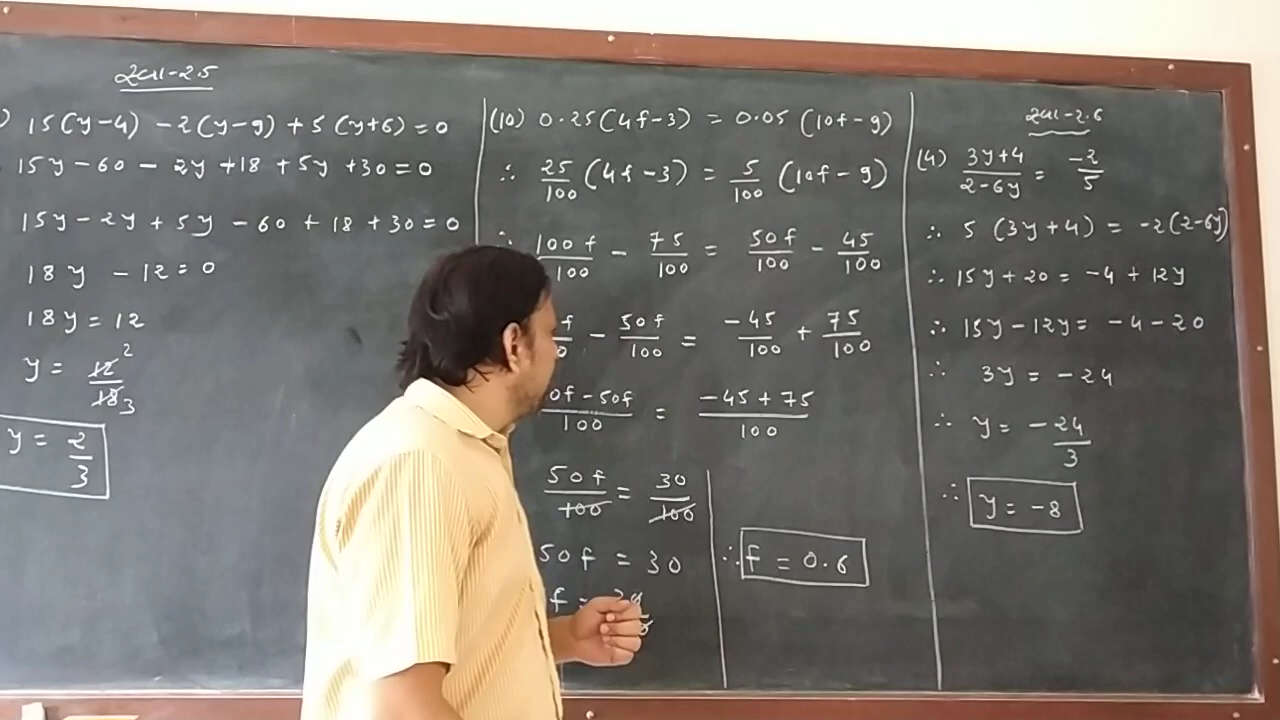 સ્વા-2.5
) 15(y-4) -2(y-9) + 5(y+6) = 0
15y - 60 - 2y +18 + 5y +30 = 0
15y - 2y + 5y - 60 + 18 + 30 = 0
18y - 12 = 0
18y = 12
y = 12/18 2/3
y = 2/3
(10) 0.25(4f-3) = 0.05 (10f-9)
∴ 25/100 (4f-3) = 5/100 (10f-9)
∴ 100f/100 - 75/100 = 50f/100 - 45/100
f/ - 50f/100 = -45/100 + 75/100
0f-50f/100 = -45+75/100
50f/100 = 30/100
50f = 30
f =
∴ f = 0.6
સ્વા-2.6
(4) 3y+4/2-6y = -2/5
∴ 5 (3y+4) = -2(2-6y)
∴ 15y + 20 = -4 + 12y
∴ 15y - 12y = -4 - 20
∴ 3y = -24
∴ y = -24/3
∴ y = -8